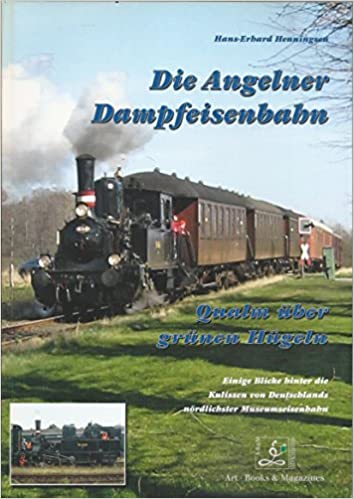 Hans-Erhard Henningsen
Die Angelner
Dampfeisenbahn
Qualm über
grünen Hügeln
Einige Blicke hinter die
Kulissen von Deutschlands
nördlichster Museumseisenbahn
Art · Books & Magazines